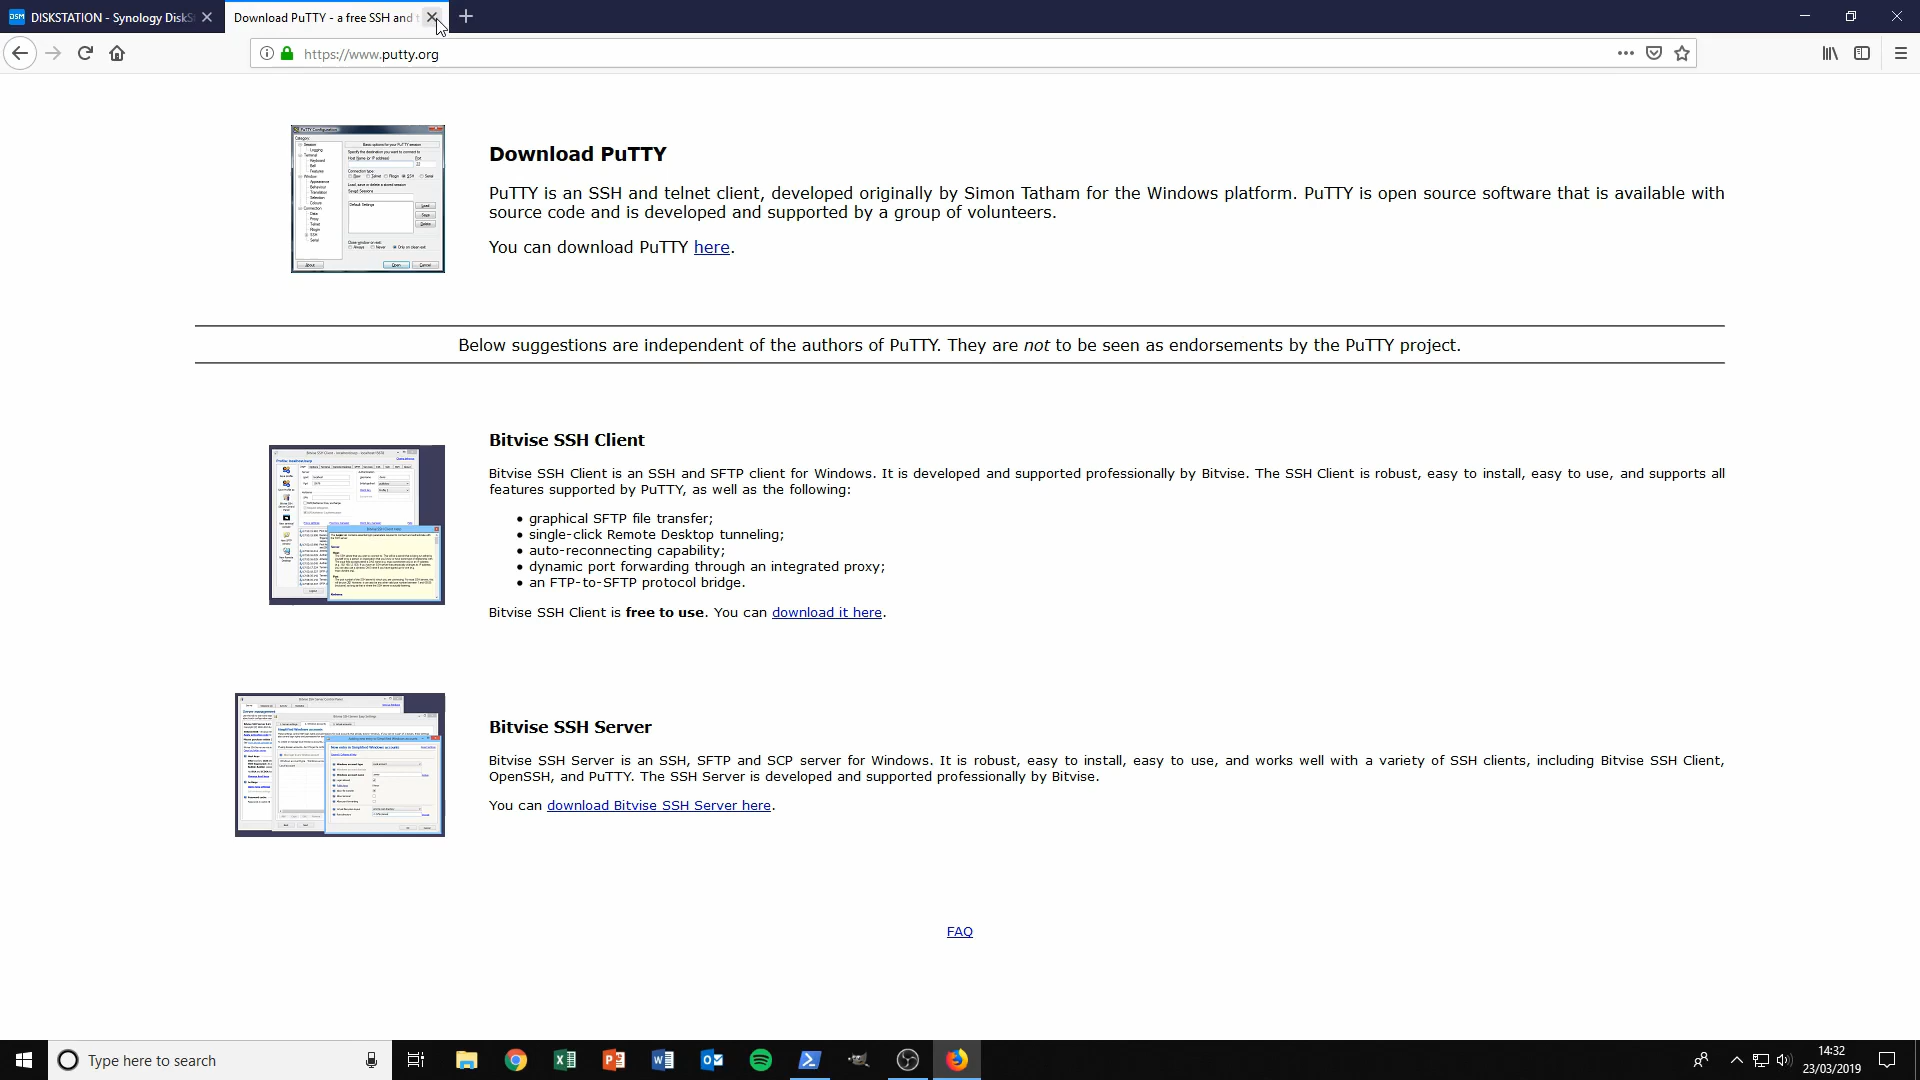 DISKSTATION - Synology DiskS
Download PuTTY - a free SSH and t
https://www.putty.org
Download PuTTY
PuTTY is an SSH and telnet client, developed originally by Simon Tatham for the Windows platform. PuTTY is open source software that is available with
source code and is developed and supported by a group of volunteers.
You can download PuTTY here.
Below suggestions are independent of the authors of PuTTY. They are not to be seen as endorsements by the PuTTY project.
Bitvise SSH Client
Bitvise SSH Client is an SSH and SFTP client for Windows. It is developed and supported professionally by Bitvise. The SSH Client is robust, easy to install, easy to use, and supports all
features supported by PuTTY, as well as the following:
• graphical SFTP file transfer;
• single-click Remote Desktop tunneling;
• auto-reconnecting capability;
• dynamic port forwarding through an integrated proxy;
• an FTP-to-SFTP protocol bridge.
Bitvise SSH Client is free to use. You can download it here.
Bitvise SSH Server
Bitvise SSH Server is an SSH, SFTP and SCP server for Windows. It is robust, easy to install, easy to use, and works well with a variety of SSH clients, including Bitvise SSH Client,
OpenSSH, and PuTTY. The SSH Server is developed and supported professionally by Bitvise.
You can download Bitvise SSH Server here.
FAQ
Type here to search
14:32
23/03/2019